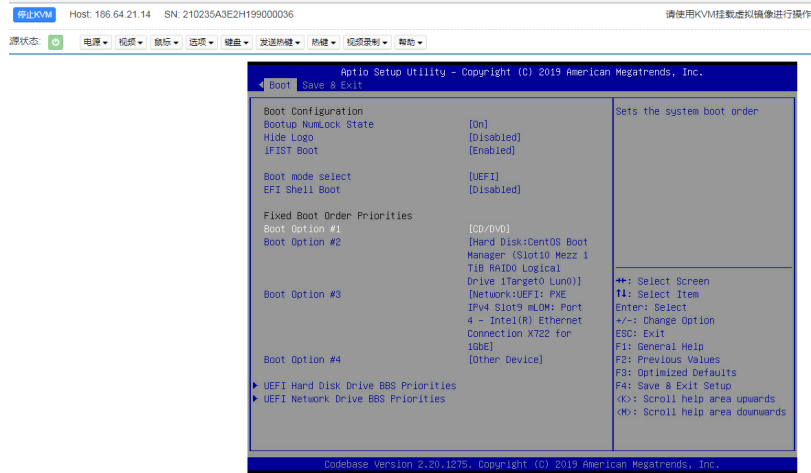 停止KVM Host: 186.64.21.14 SN: 210235A3E2H199000036 请使用KVM挂载虚拟镜像进行操作
源状态: 电源 视频 鼠标 选项 键盘 发送热键 热键 视频录制 帮助
Aptio Setup Utility – Copyright (C) 2019 American Megatrends, Inc.
Boot Save & Exit
Boot Configuration
Bootup NumLock State [On]
Hide Logo [Disabled]
iFIST Boot [Enabled]
Boot mode select [UEFI]
EFI Shell Boot [Disabled]
Fixed Boot Order Priorities
Boot Option #1 [CD/DVD]
Boot Option #2 [Hard Disk:CentOS Boot
Manager (Slot10 Mezz 1
TiB RAID0 Logical
Drive 1Target0 Lun0)]
Boot Option #3 [Network:UEFI: PXE
IPv4 Slot9 mLOM: Port
4 – Intel(R) Ethernet
Connection X722 for
1GbE]
Boot Option #4 [Other Device]
UEFI Hard Disk Drive BBS Priorities
UEFI Network Drive BBS Priorities
Sets the system boot order
→←: Select Screen
↑↓: Select Item
Enter: Select
+/-: Change Option
ESC: Exit
F1: General Help
F2: Previous Values
F3: Optimized Defaults
F4: Save & Exit Setup
<K>: Scroll help area upwards
<M>: Scroll help area downwards
Codebase Version 2.20.1275. Copyright (C) 2019 American Megatrends, Inc.